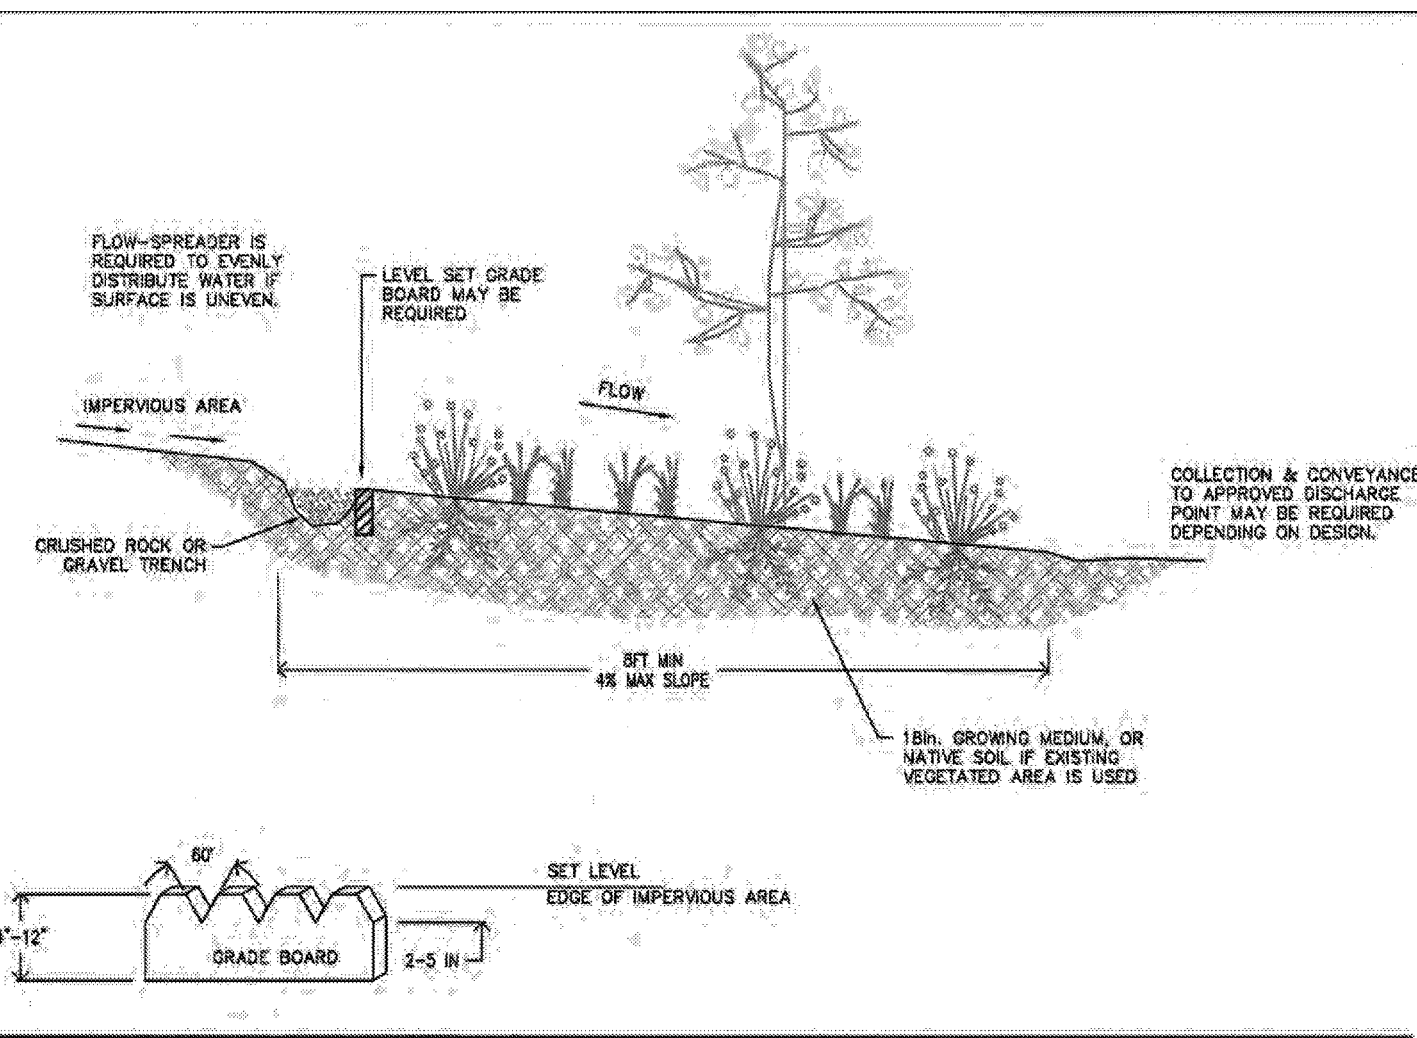 FLOW-SPREADER IS
REQUIRED TO EVENLY
DISTRIBUTE WATER IF
SURFACE IS UNEVEN.
LEVEL SET GRADE
BOARD MAY BE
REQUIRED
FLOW
IMPERVIOUS AREA
COLLECTION & CONVEYANCE
TO APPROVED DISCHARGE
POINT MAY BE REQUIRED
DEPENDING ON DESIGN.
CRUSHED ROCK OR
GRAVEL TRENCH
MIN
4% MAX SLOPE
18in. GROWING MEDIUM, OR
NATIVE SOIL IF EXISTING
VEGETATED AREA IS USED
60°
SET LEVEL
EDGE OF IMPERVIOUS AREA
-12"
GRADE BOARD
2-5 IN